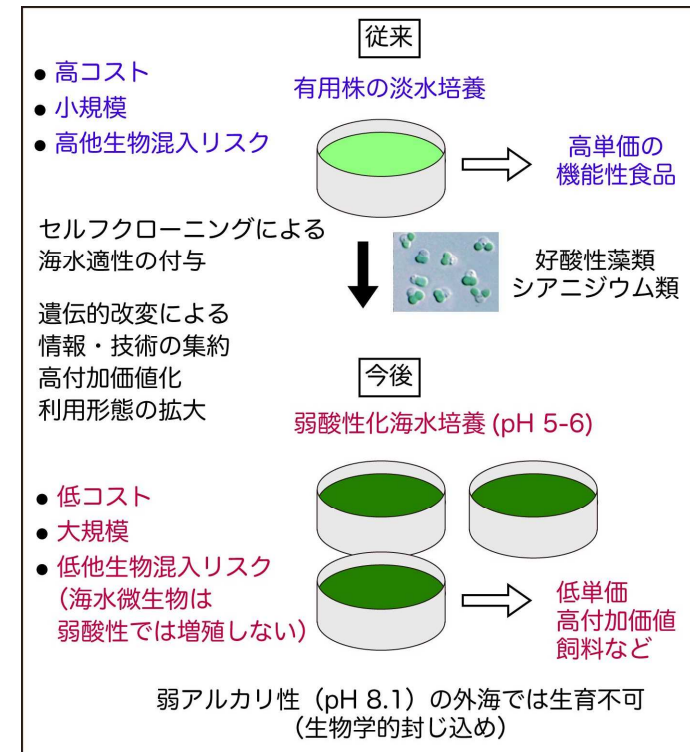 従来
● 高コスト
● 小規模
● 高他生物混入リスク
有用株の淡水培養
高単価の
機能性食品
セルフクローニングによる
海水適性の付与
好酸性藻類
シアニジウム類
遺伝的改変による
情報・技術の集約
高付加価値化
利用形態の拡大
今後
弱酸性化海水培養 (pH 5-6)
● 低コスト
● 大規模
● 低他生物混入リスク
（海水微生物は
弱酸性では増殖しない）
低単価
高付加価値
飼料など
弱アルカリ性（pH 8.1）の外海では生育不可
（生物学的封じ込め）